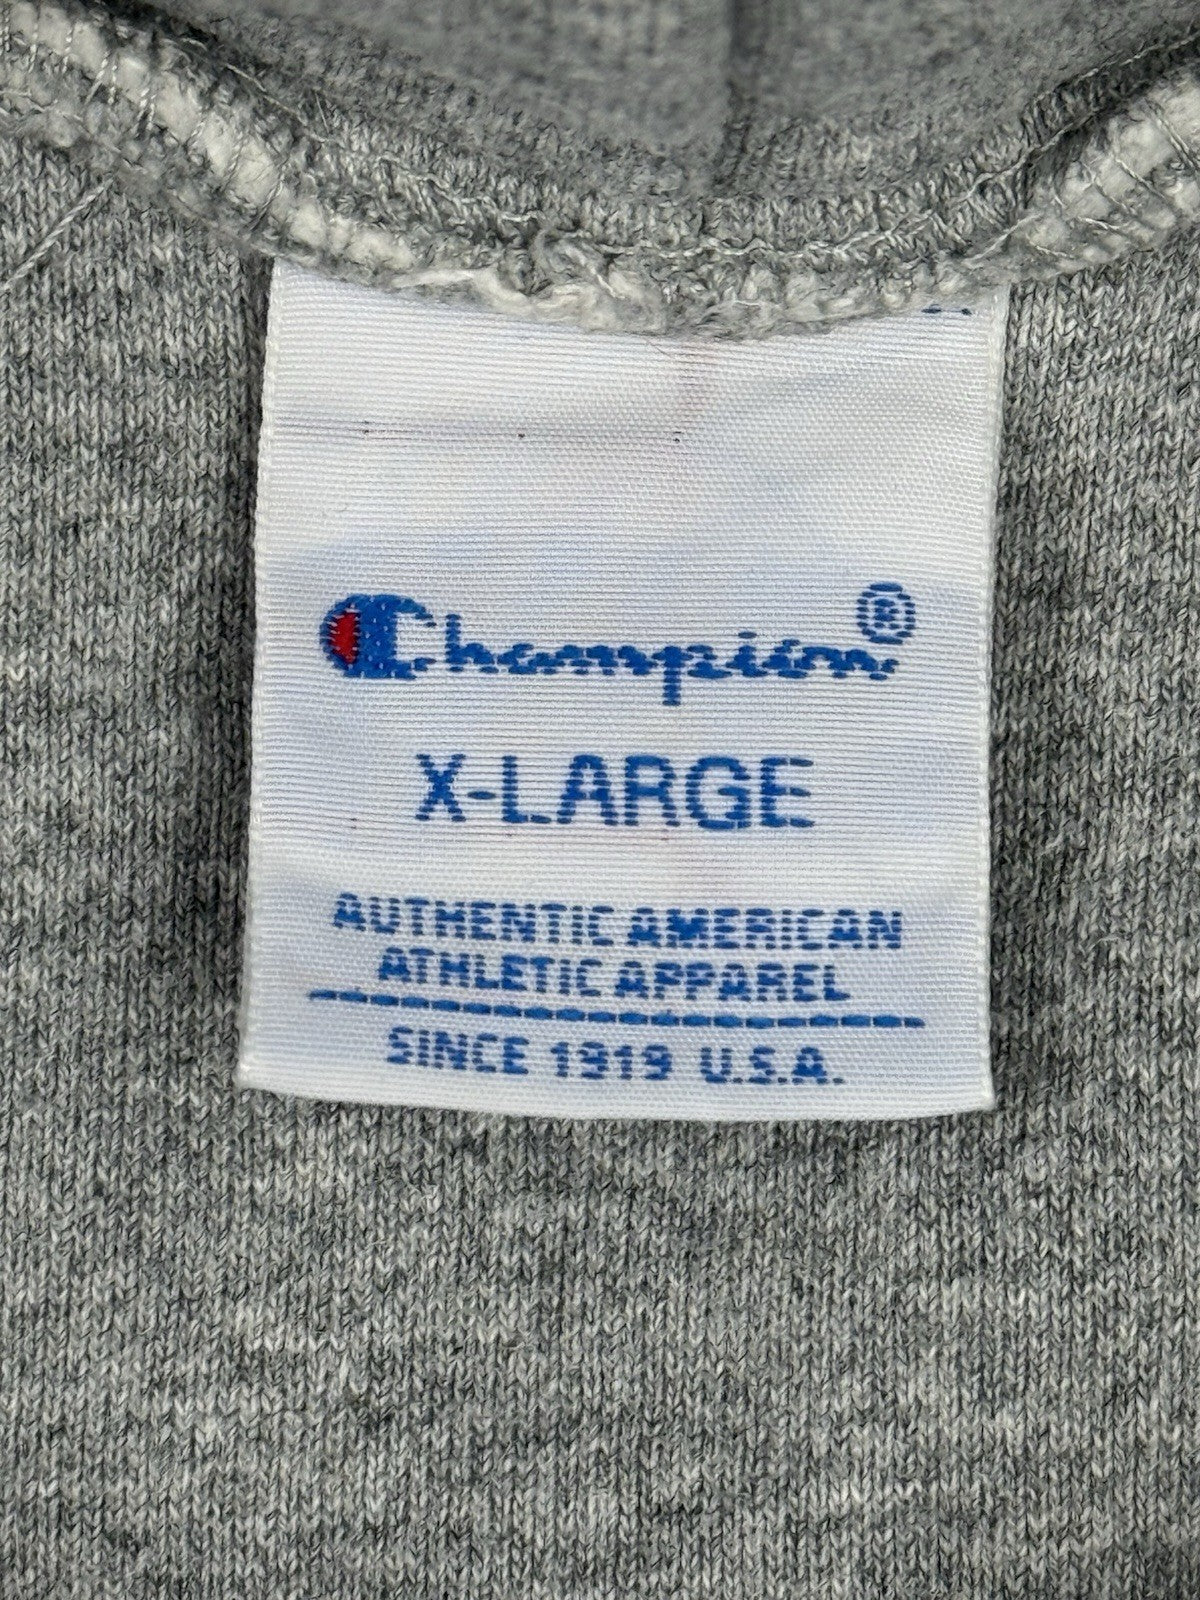 Champion®
X-LARGE
AUTHENTIC AMERICAN
ATHLETIC APPAREL
SINCE 1919 U.S.A.